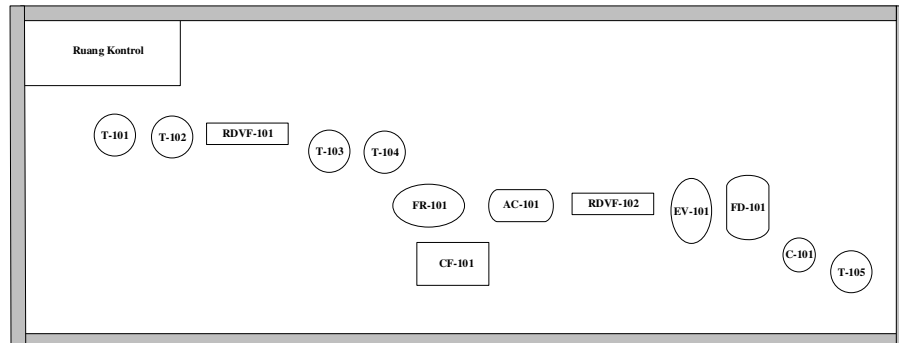 Ruang Kontrol
T-101
T-102
RDVF-101
T-103
T-104
FR-101
AC-101
RDVF-102
EV-101
FD-101
CF-101
C-101
T-105